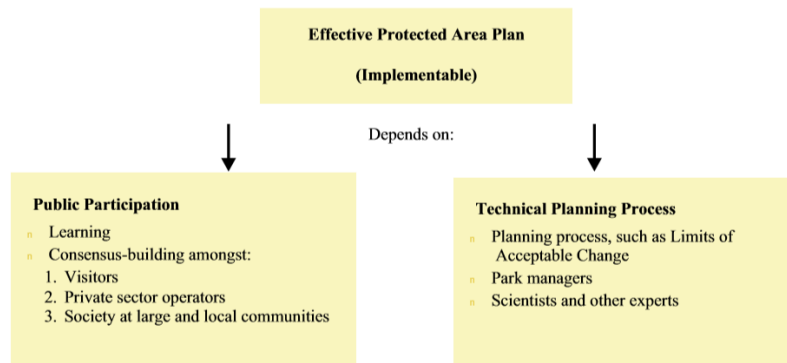 Effective Protected Area Plan
(Implementable)
Depends on:
Public Participation
n Learning
n Consensus-building amongst:
1. Visitors
2. Private sector operators
3. Society at large and local communities
Technical Planning Process
n Planning process, such as Limits of
Acceptable Change
n Park managers
n Scientists and other experts